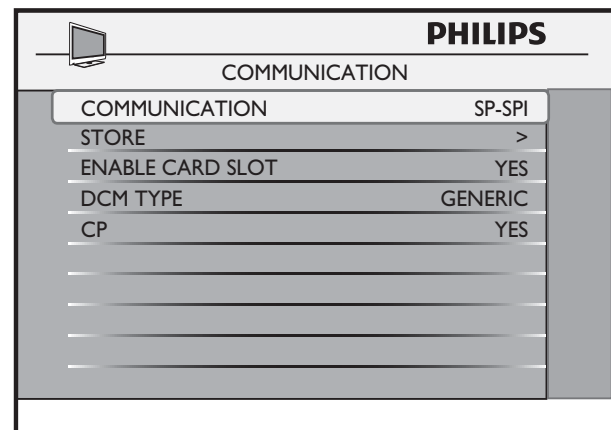 PHILIPS
COMMUNICATION
COMMUNICATION SP-SPI
STORE >
ENABLE CARD SLOT YES
DCM TYPE GENERIC
CP YES